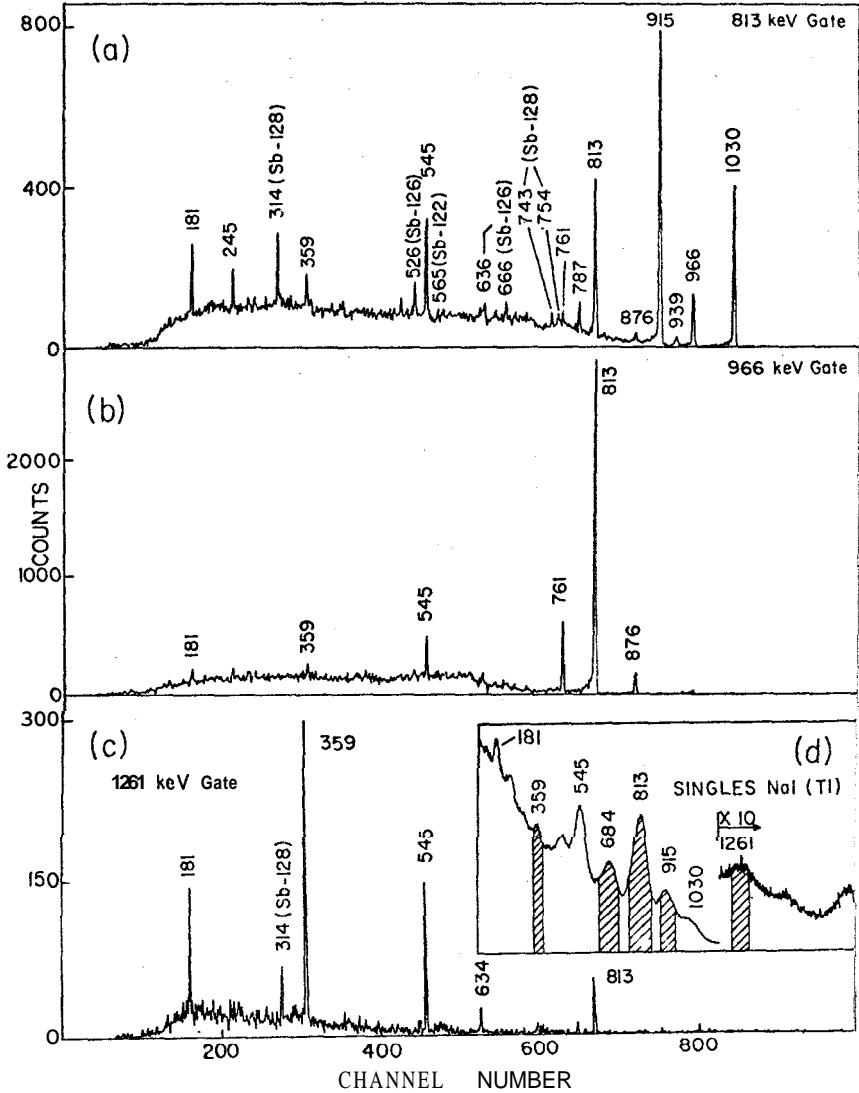 800
(a)
915
813 keV Gate
314 (Sb-128)
526 (Sb-126)
545
565 (Sb-122)
636
666 (Sb-126)
743
754
(Sb-128)
761
787
813
1030
400
181
245
359
876
939
966
0
(b)
813
966 keV Gate
2000
COUNTS
1000
181
359
545
761
876
0
300
(c)
359
1261 keV Gate
181
314 (Sb-128)
545
634
813
150
0
(d)
181
359
545
684
813
915
1030
SINGLES NaI (Tl)
X 10
1261
200
400
600
800
CHANNEL NUMBER